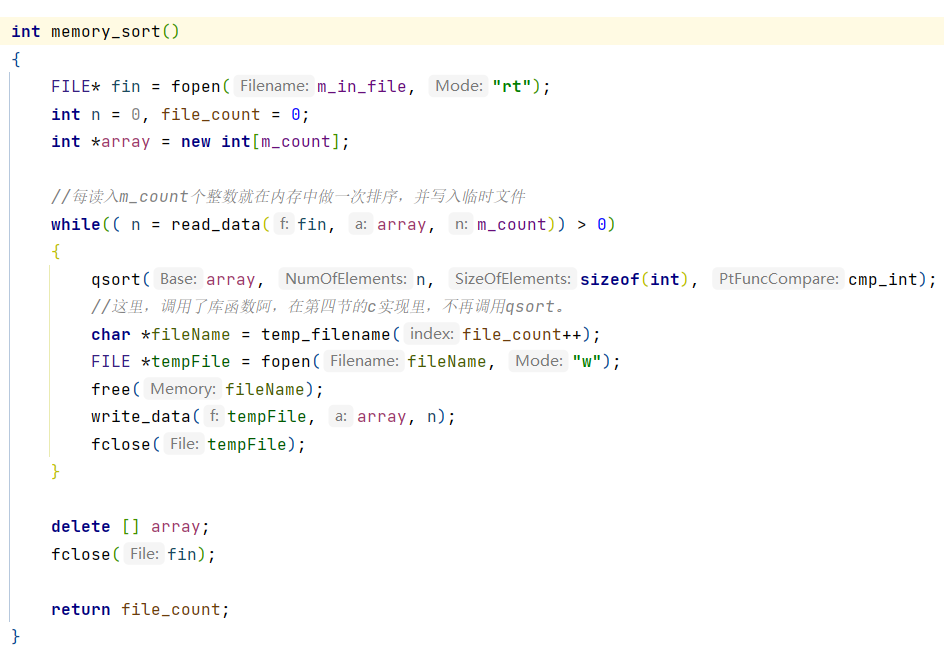 int memory_sort()
{
FILE* fin = fopen( Filename: m_in_file, Mode: "rt");
int n = 0, file_count = 0;
int *array = new int[m_count];
//每读入m_count个整数就在内存中做一次排序，并写入临时文件
while(( n = read_data( f: fin, a: array, n: m_count)) > 0)
{
qsort( Base: array, NumOfElements: n, SizeOfElements: sizeof(int), PtFuncCompare: cmp_int);
//这里，调用了库函数阿，在第四节的c实现里，不再调用qsort。
char *fileName = temp_filename( index: file_count++);
FILE *tempFile = fopen( Filename: fileName, Mode: "w");
free( Memory: fileName);
write_data( f: tempFile, a: array, n);
fclose( File: tempFile);
}
delete [] array;
fclose( File: fin);
return file_count;
}